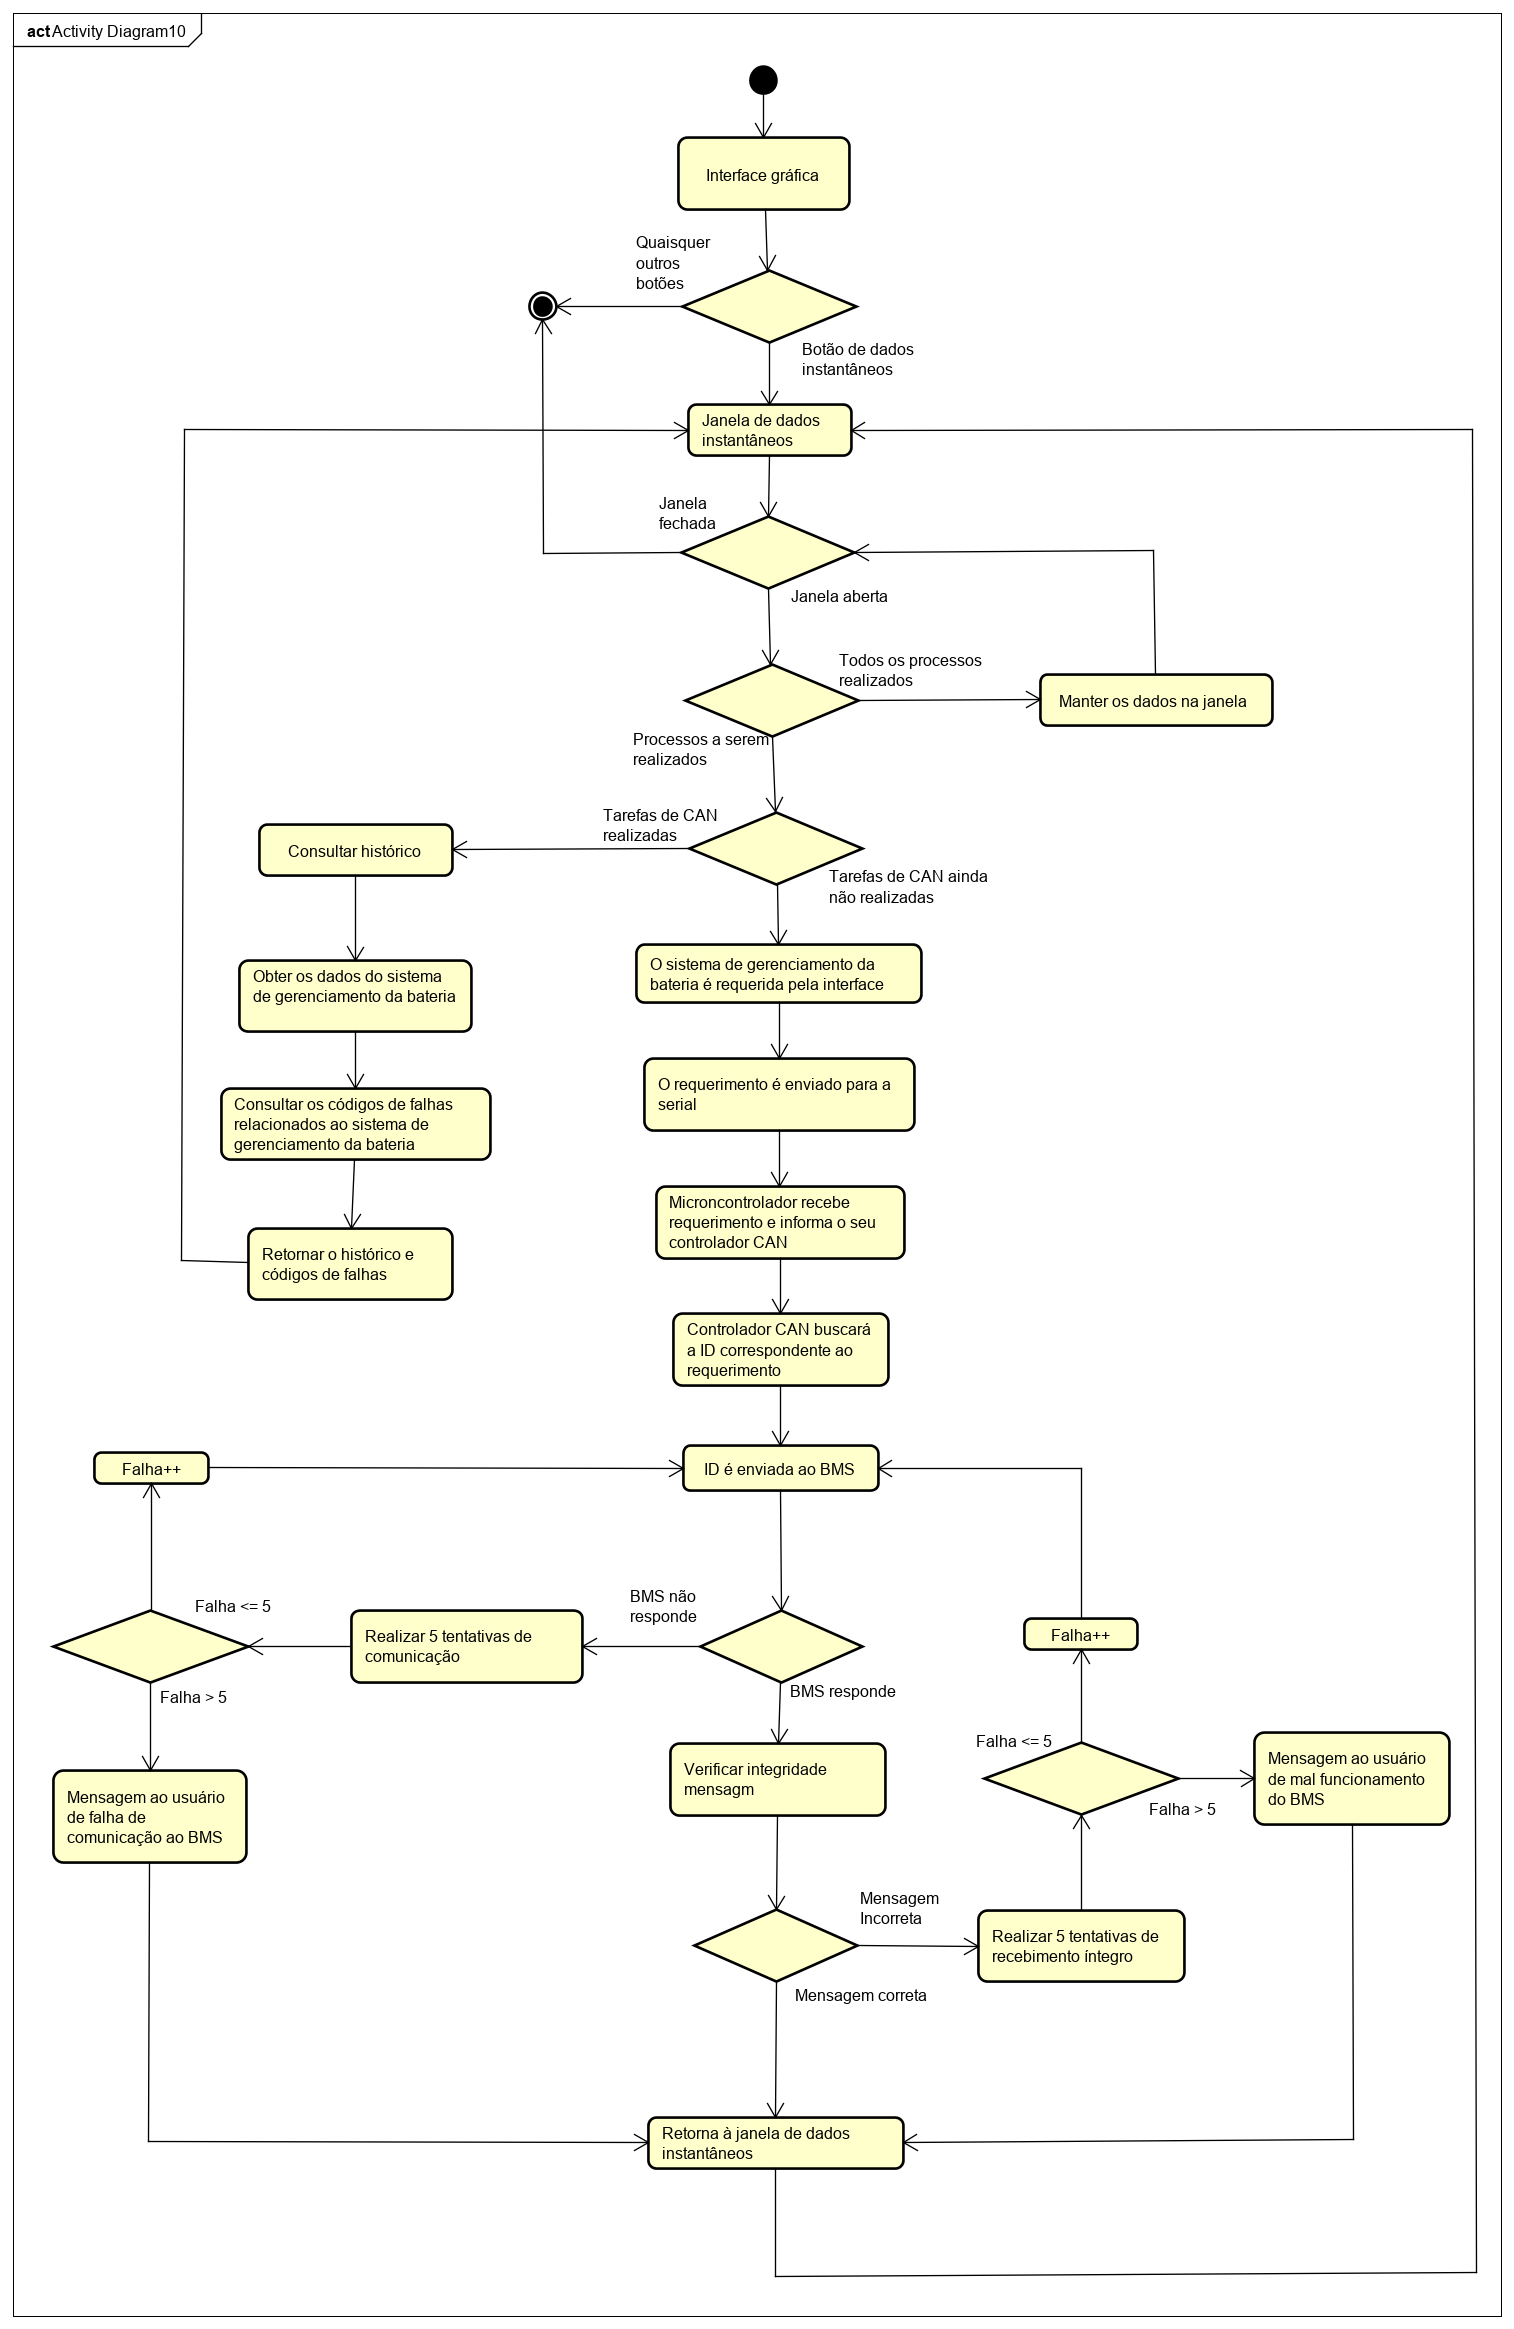 act Activity Diagram10
Interface gráfica
Quaisquer
outros
botões
Botão de dados
instantâneos
Janela de dados
instantâneos
Janela
fechada
Janela aberta
Todos os processos
realizados
Manter os dados na janela
Processos a serem
realizados
Tarefas de CAN
realizadas
Consultar histórico
Tarefas de CAN ainda
não realizadas
O sistema de gerenciamento da
bateria é requerida pela interface
Obter os dados do sistema
de gerenciamento da bateria
O requerimento é enviado para a
serial
Consultar os códigos de falhas
relacionados ao sistema de
gerenciamento da bateria
Microncontrolador recebe
requerimento e informa o seu
controlador CAN
Retornar o histórico e
códigos de falhas
Controlador CAN buscará
a ID correspondente ao
requerimento
Falha++
ID é enviada ao BMS
BMS não
responde
Falha <= 5
Realizar 5 tentativas de
comunicação
Falha++
Falha > 5
BMS responde
Falha <= 5
Verificar integridade
mensagm
Mensagem ao usuário
de mal funcionamento
do BMS
Falha > 5
Mensagem ao usuário
de falha de
comunicação ao BMS
Mensagem
Incorreta
Realizar 5 tentativas de
recebimento íntegro
Mensagem correta
Retorna à janela de dados
instantâneos